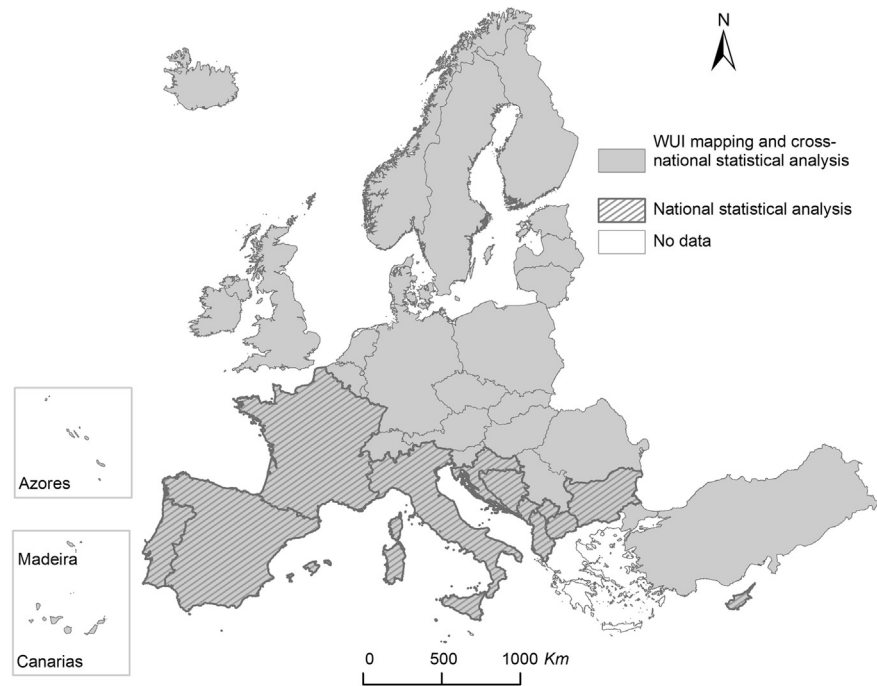 N
WUI mapping and cross-
national statistical analysis
National statistical analysis
No data
Azores
Madeira
Canarias
0 500 1000 Km